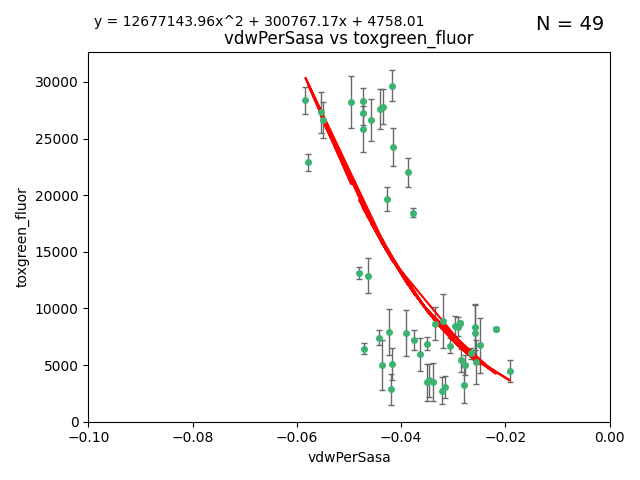 y = 12677143.96x^2 + 300767.17x + 4758.01
N = 49
vdwPerSasa vs toxgreen_fluor
30000
25000
20000
15000
10000
5000
0
toxgreen_fluor
−0.10 −0.08 −0.06 −0.04 −0.02 0.00
vdwPerSasa